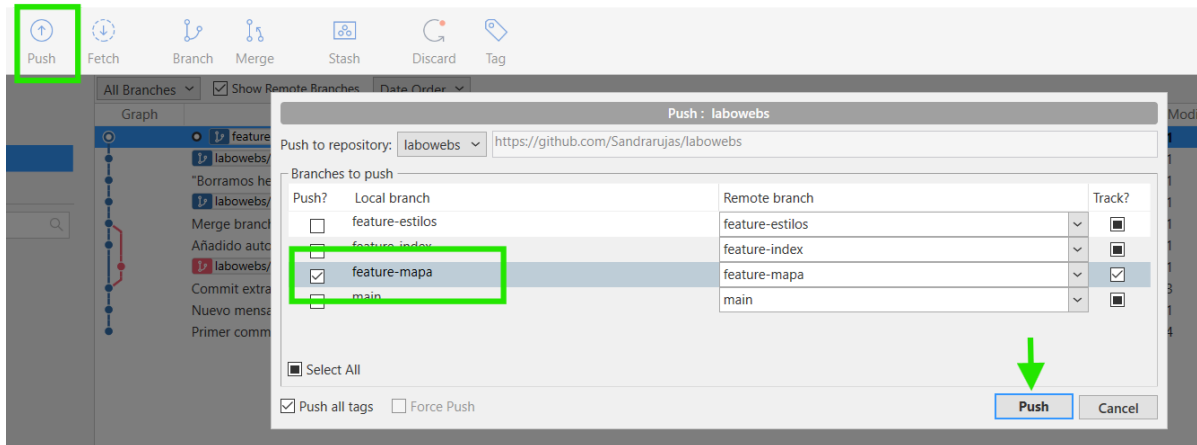 Push Fetch Branch Merge Stash Discard Tag
All Branches Show Remote Branches Date Order
Graph Modi
feature
labowebs/
"Borramos he
labowebs/
Merge branch
Añadido auto
labowebs/
Commit extra
Nuevo mensa
Primer comm
Push : labowebs
Push to repository: labowebs https://github.com/Sandrarujas/labowebs
Branches to push
Push? Local branch Remote branch Track?
feature-estilos feature-estilos
feature-index feature-index
feature-mapa feature-mapa
main main
Select All
Push all tags Force Push
Push Cancel